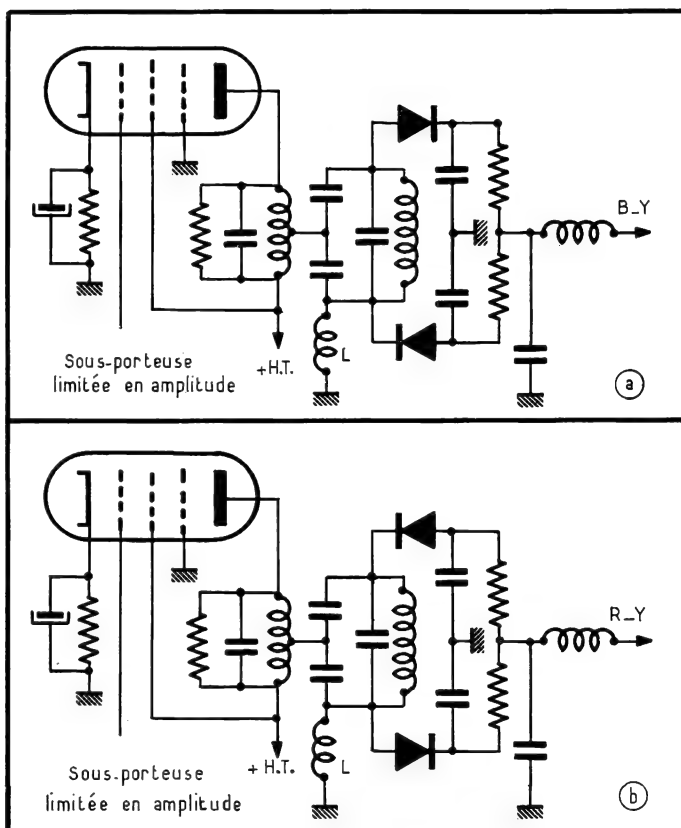 B_Y
L
+H.T.
Sous-porteuse
limitée en amplitude
a
R_Y
L
+ H.T.
Sous-porteuse
limitée en amplitude
b